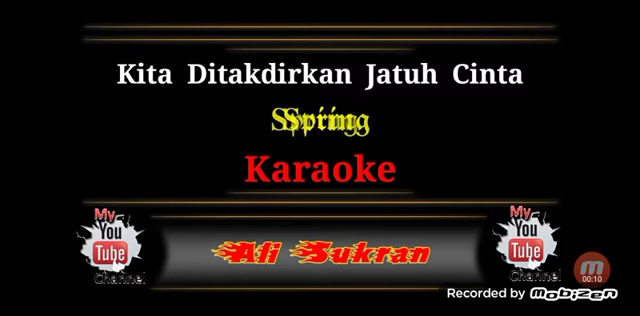 Kita Ditakdirkan Jatuh Cinta
Spring
Karaoke
My
You
Tube
Channel
Ali Sukran
My
You
Tube
Channel
00:10
Recorded by mobizen